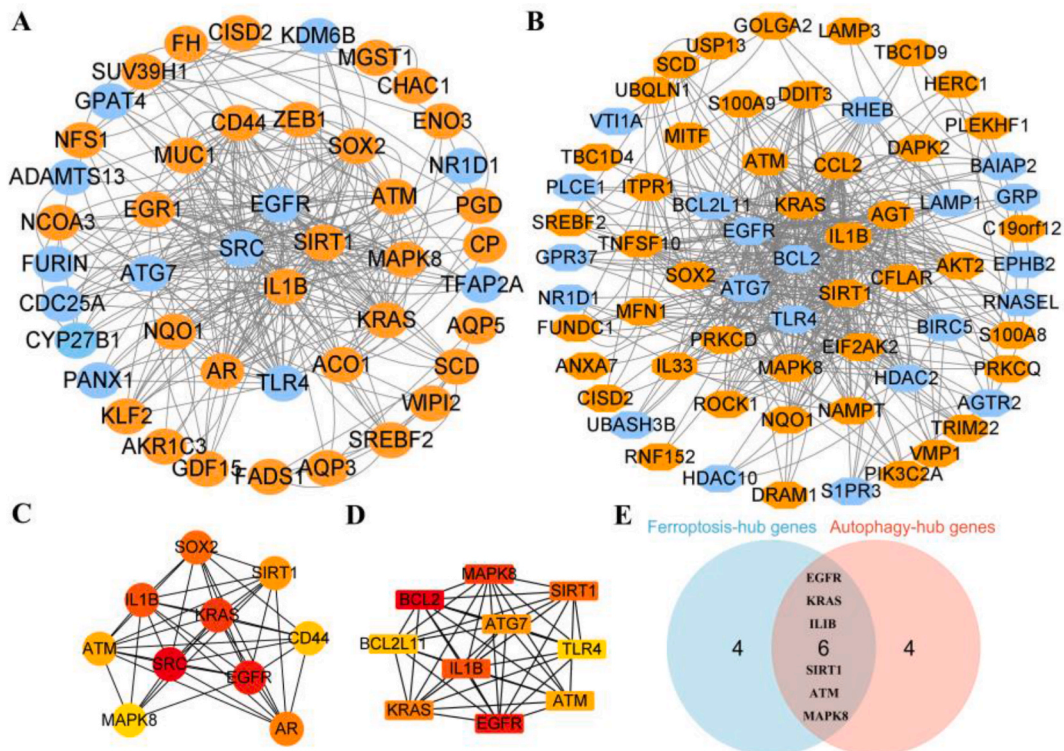 A
CISD2
KDM6B
FH
MGST1
SUV39H1
CHAC1
GPAT4
CD44
ZEB1
ENO3
NFS1
SOX2
MUC1
NR1D1
ADAMTS13
EGFR
ATM
EGR1
PGD
NCOA3
SRC
SIRT1
CP
FURIN
ATG7
MAPK8
TFAP2A
CDC25A
IL1B
CYP27B1
NQO1
KRAS
AQP5
PANX1
AR
ACO1
SCD
TLR4
KLF2
WIPI2
AKR1C3
SREBF2
GDF15
FADS1
AQP3
B
GOLGA2
LAMP3
USP13
TBC1D9
SCD
UBQLN1
DDIT3
HERC1
S100A9
RHEB
VTI1A
MITF
PLEKHF1
DAPK2
TBC1D4
ATM
CCL2
BAIAP2
PLCE1
ITPR1
KRAS
LAMP1
GRP
BCL2L11
AGT
SREBF2
EGFR
C19orf12
TNFSF10
IL1B
GPR37
BCL2
AKT2
EPHB2
SOX2
CFLAR
ATG7
SIRT1
NR1D1
RNASEL
MFN1
TLR4
BIRC5
FUNDC1
S100A8
PRKCD
EIF2AK2
ANXA7
IL33
MAPK8
PRKCQ
HDAC2
CISD2
AGTR2
ROCK1
NAMPT
UBASH3B
NQO1
TRIM22
RNF152
VMP1
HDAC10
PIK3C2A
DRAM1
S1PR3
C
SOX2
SIRT1
IL1B
KRAS
CD44
ATM
SRC
EGFR
MAPK8
AR
D
MAPK8
SIRT1
BCL2
ATG7
BCL2L11
TLR4
IL1B
ATM
KRAS
EGFR
E
Ferroptosis-hub genes Autophagy-hub genes
EGFR
KRAS
ILIB
4 6 4
SIRT1
ATM
MAPK8